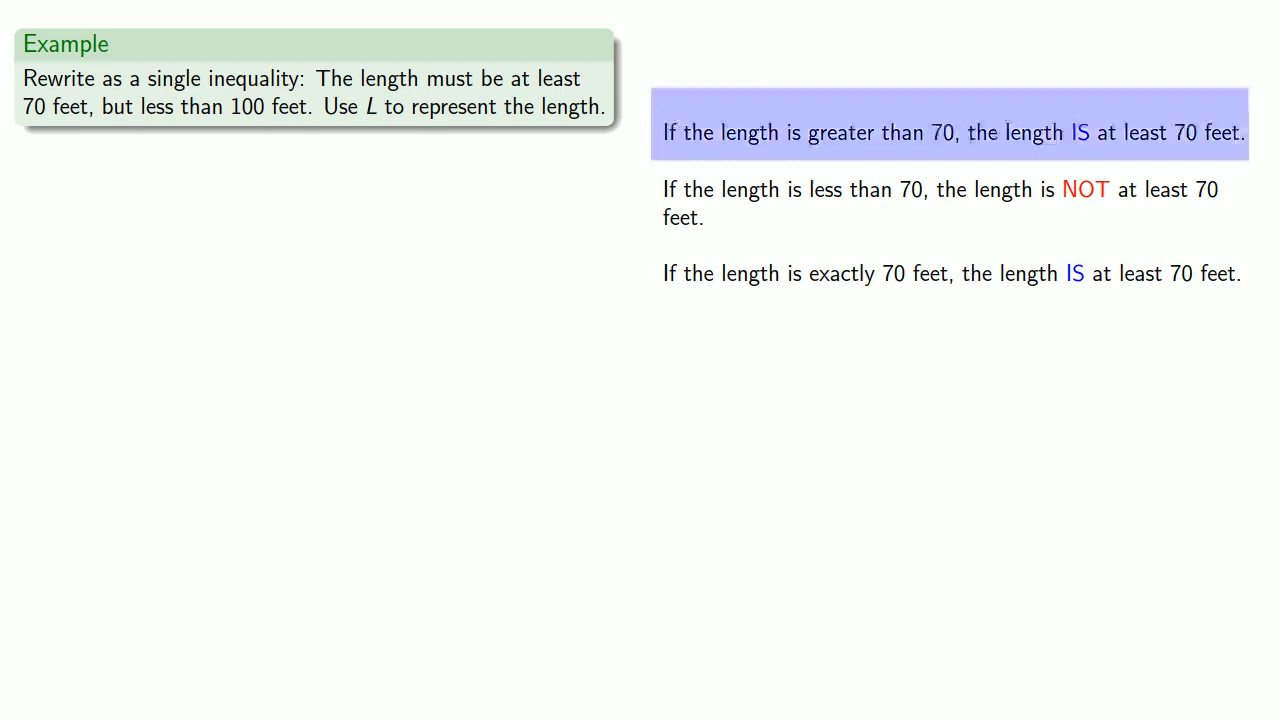 Example
Rewrite as a single inequality: The length must be at least
70 feet, but less than 100 feet. Use L to represent the length.
If the length is greater than 70, the length IS at least 70 feet.
If the length is less than 70, the length is NOT at least 70
feet.
If the length is exactly 70 feet, the length IS at least 70 feet.